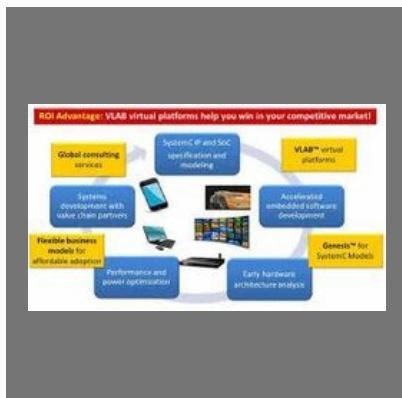 ROI Advantage: VLAB virtual platforms help you win in your competitive market!
SystemC IP and SoC
specification and
modeling
Global consulting
services
VLAB™ virtual
platforms
Systems
development with
value chain partners
Accelerated
embedded software
development
Flexible business
models for
affordable adoption
Genesis™ for
SystemC Models
Performance and
power optimization
Early hardware
architecture analysis